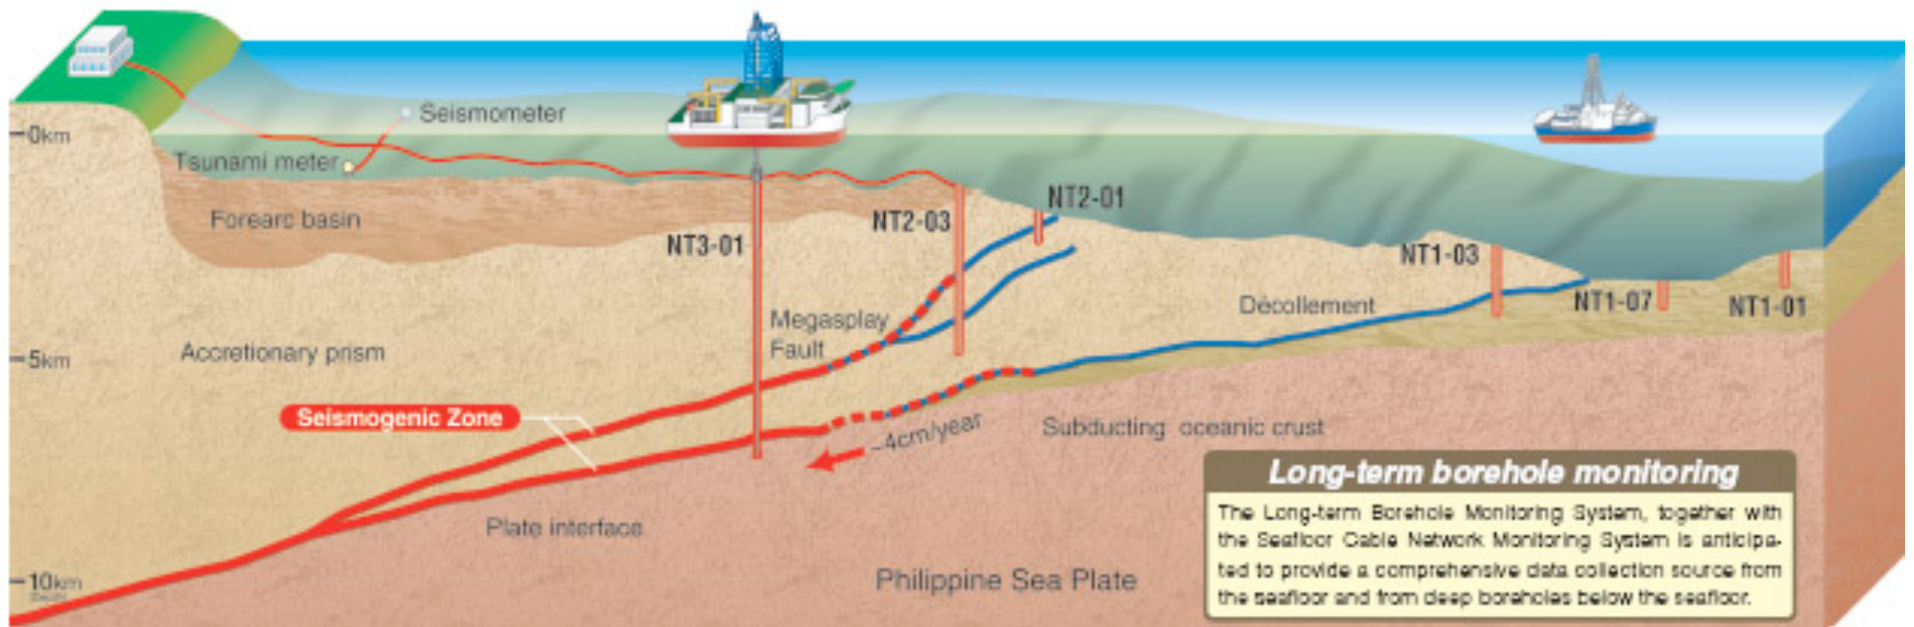 Seismometer
0km
Tsunami meter
Forearc basin
NT3-01
NT2-03
NT2-01
NT1-03
NT1-07
NT1-01
Décollement
Megasplay
Fault
Accretionary prism
5km
Seismogenic Zone
~4cm/year
Subducting oceanic crust
Plate interface
Philippine Sea Plate
10km
Long-term borehole monitoring
The Long-term Borehole Monitoring System, together with
the Seafloor Cable Network Monitoring System is anticipa-
ted to provide a comprehensive data collection source from
the seafloor and from deep boreholes below the seafloor.